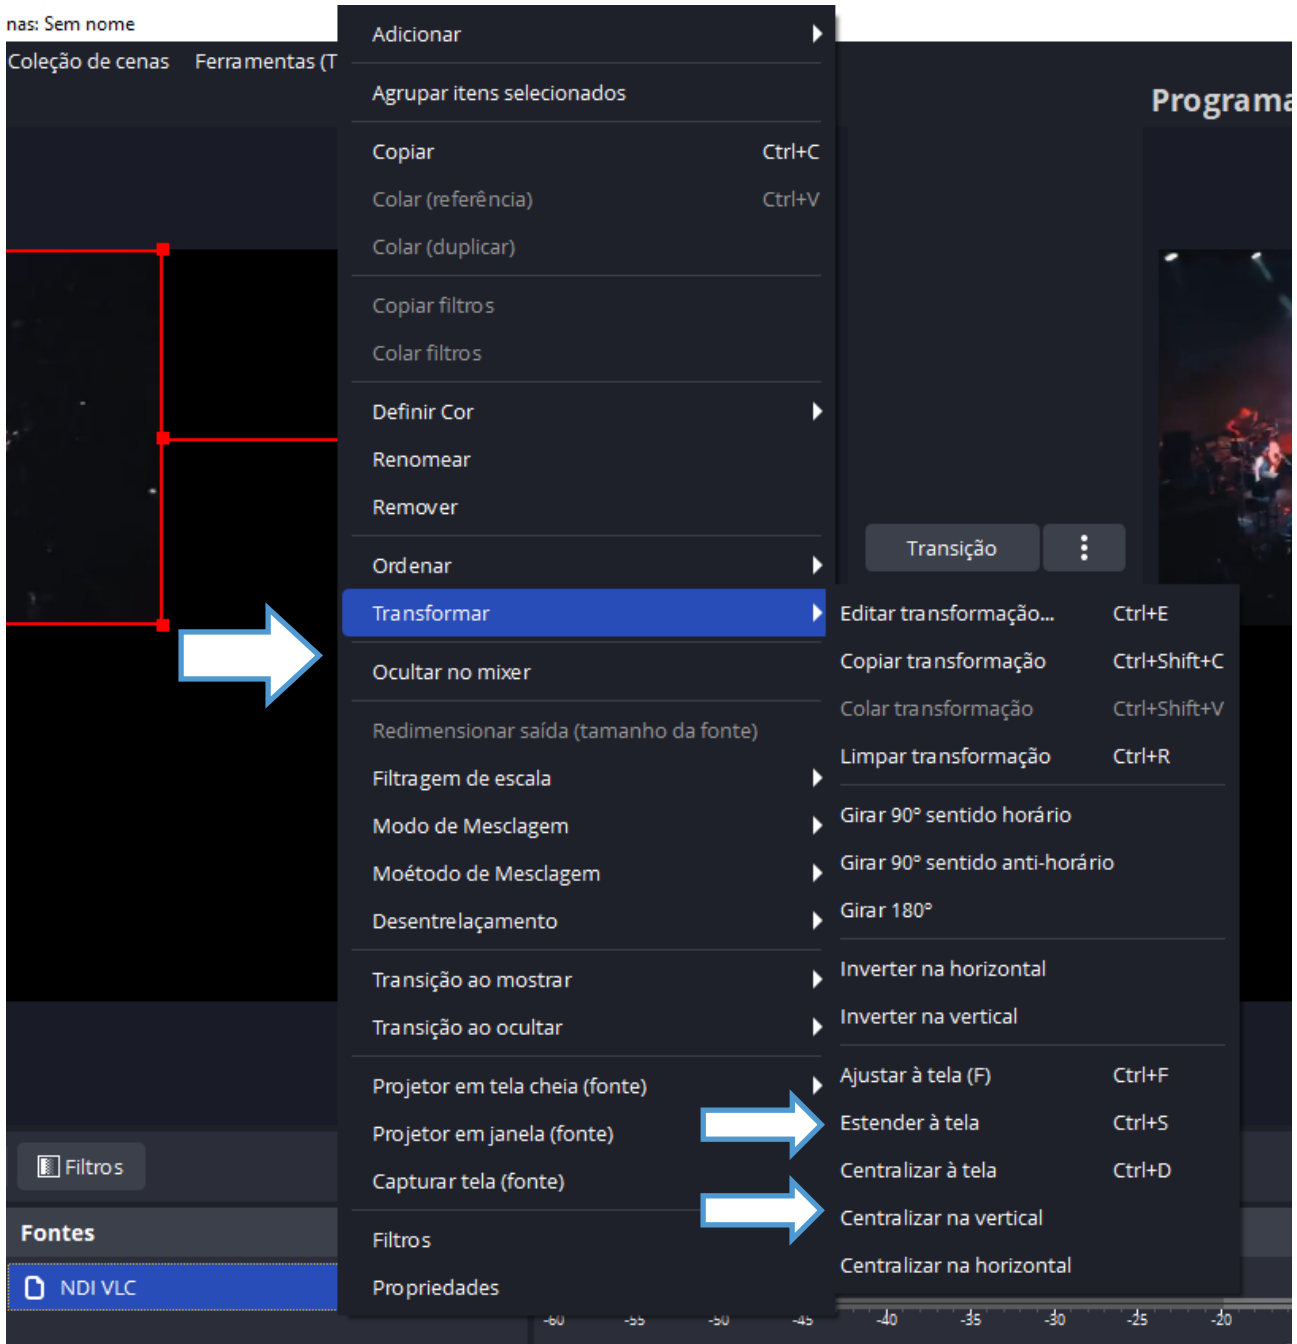 nas: Sem nome
Coleção de cenas Ferramentas (T
Programa
Adicionar
Agrupar itens selecionados
Copiar Ctrl+C
Colar (referência) Ctrl+V
Colar (duplicar)
Copiar filtros
Colar filtros
Definir Cor
Renomear
Remover
Ordenar
Transformar
Ocultar no mixer
Redimensionar saída (tamanho da fonte)
Filtragem de escala
Modo de Mesclagem
Moétodo de Mesclagem
Desentrelaçamento
Transição ao mostrar
Transição ao ocultar
Projetor em tela cheia (fonte)
Projetor em janela (fonte)
Capturar tela (fonte)
Filtros
Propriedades
Transição
Editar transformação... Ctrl+E
Copiar transformação Ctrl+Shift+C
Colar transformação Ctrl+Shift+V
Limpar transformação Ctrl+R
Girar 90º sentido horário
Girar 90º sentido anti-horário
Girar 180º
Inverter na horizontal
Inverter na vertical
Ajustar à tela (F) Ctrl+F
Estender à tela Ctrl+S
Centralizar à tela Ctrl+D
Centralizar na vertical
Centralizar na horizontal
Filtros
Fontes
NDI VLC
-60 -55 -50 -45 -40 -35 -30 -25 -20